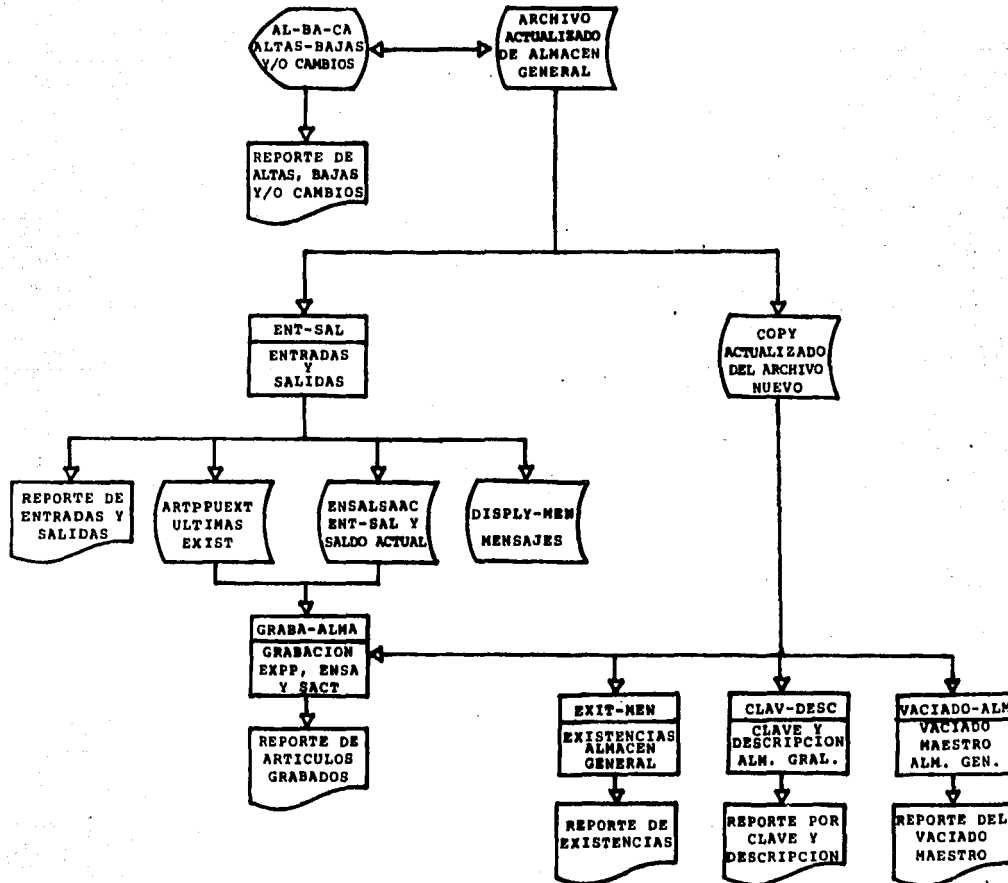 AL-BA-CA
ALTAS-BAJAS
Y/O CAMBIOS
ARCHIVO
ACTUALIZADO
DE ALMACEN
GENERAL
REPORTE DE
ALTAS, BAJAS
Y/O CAMBIOS
ENT-SAL
ENTRADAS
Y
SALIDAS
COPY
ACTUALIZADO
DEL ARCHIVO
NUEVO
REPORTE DE
ENTRADAS Y
SALIDAS
ARTPPUEXT
ULTIMAS
EXIST
ENSALSAAC
ENT-SAL Y
SALDO ACTUAL
DISPLY-MEN
MENSAJES
GRABA-ALMA
GRABACION
EXPP, ENSA
Y SACT
REPORTE DE
ARTICULOS
GRABADOS
EXIT-MEN
EXISTENCIAS
ALMACEN
GENERAL
CLAV-DESC
CLAVE Y
DESCRIPCION
ALM. GRAL.
VACIADO-ALM
VACIADO
MAESTRO
ALM. GEN.
REPORTE DE
EXISTENCIAS
REPORTE POR
CLAVE Y
DESCRIPCION
REPORTE DEL
VACIADO
MAESTRO